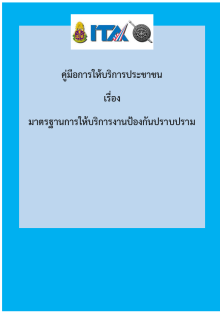 ITA
คู่มือการให้บริการประชาชน
เรื่อง
มาตรฐานการให้บริการงานป้องกันปราบปราม